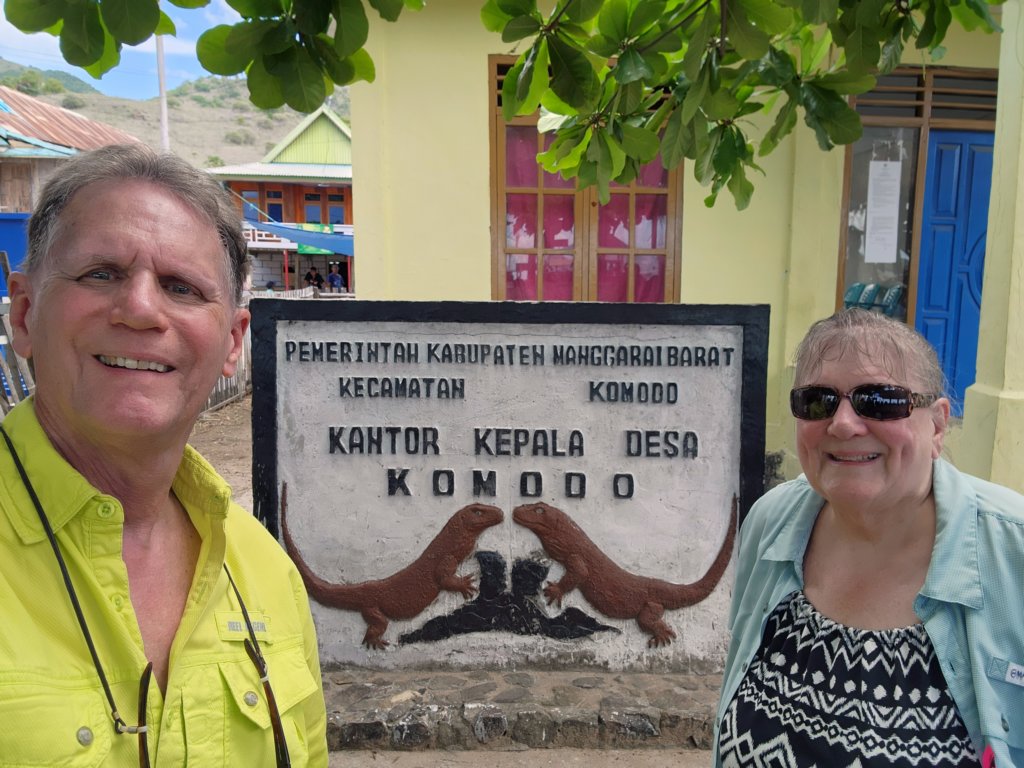 PEMERINTAH KABUPATEN MANGGARAI BARAT
KECAMATAN KOMODO
KANTOR KEPALA DESA
KOMODO